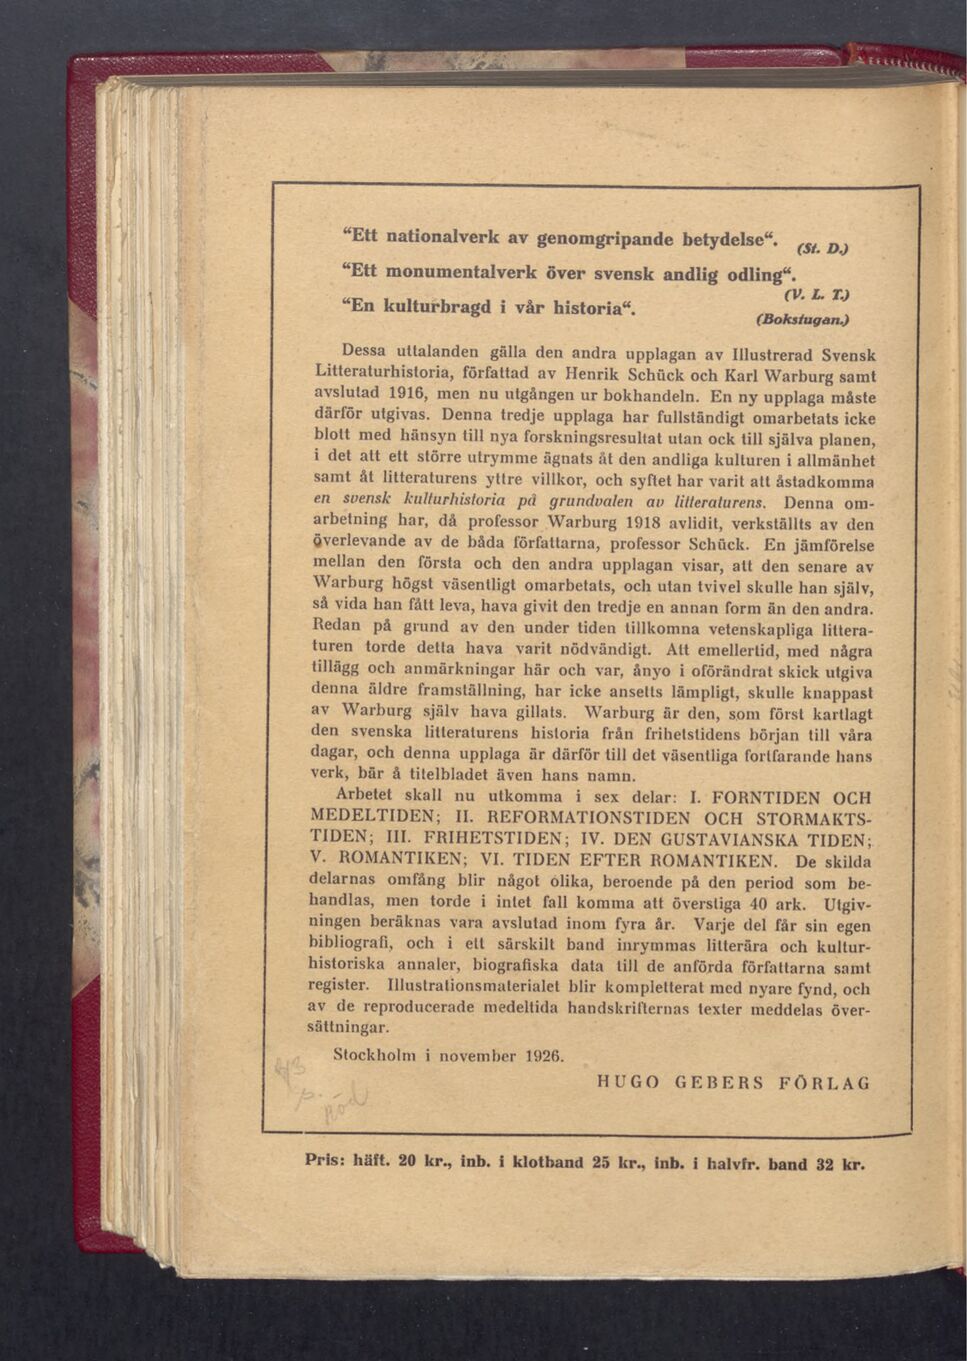 “Ett nationalverk av genomgripande betydelse“. (St. D.)
“Ett monumentalverk över svensk andlig odling“.
(V. L. T.)
“En kulturbragd i vår historia“.
(Bokstugan.)
Dessa uttalanden gälla den andra upplagan av Illustrerad Svensk
Litteraturhistoria, författad av Henrik Schück och Karl Warburg samt
avslutad 1916, men nu utgången ur bokhandeln. En ny upplaga måste
därför utgivas. Denna tredje upplaga har fullständigt omarbetats icke
blott med hänsyn till nya forskningsresultat utan ock till själva planen,
i det att ett större utrymme ägnats åt den andliga kulturen i allmänhet
samt åt litteraturens yttre villkor, och syftet har varit att åstadkomma
en svensk kulturhistoria på grundvalen av litteraturens. Denna om-
arbetning har, då professor Warburg 1918 avlidit, verkställts av den
överlevande av de båda författarna, professor Schück. En jämförelse
mellan den första och den andra upplagan visar, att den senare av
Warburg högst väsentligt omarbetats, och utan tvivel skulle han själv,
så vida han fått leva, hava givit den tredje en annan form än den andra.
Redan på grund av den under tiden tillkomna vetenskapliga littera-
turen torde detta hava varit nödvändigt. Att emellertid, med några
tillägg och anmärkningar här och var, ånyo i oförändrat skick utgiva
denna äldre framställning, har icke ansetts lämpligt, skulle knappast
av Warburg själv hava gillats. Warburg är den, som först kartlagt
den svenska litteraturens historia från frihetstidens början till våra
dagar, och denna upplaga är därför till det väsentliga fortfarande hans
verk, bär å titelbladet även hans namn.
Arbetet skall nu utkomma i sex delar: I. FORNTIDEN OCH
MEDELTIDEN; II. REFORMATIONSTIDEN OCH STORMAKTS-
TIDEN; III. FRIHETSTIDEN; IV. DEN GUSTAVIANSKA TIDEN;
V. ROMANTIKEN; VI. TIDEN EFTER ROMANTIKEN. De skilda
delarnas omfång blir något olika, beroende på den period som be-
handlas, men torde i intet fall komma att överstiga 40 ark. Utgiv-
ningen beräknas vara avslutad inom fyra år. Varje del får sin egen
bibliografi, och i ett särskilt band inrymmas litterära och kultur-
historiska annaler, biografiska data till de anförda författarna samt
register. Illustrationsmaterialet blir kompletterat med nyare fynd, och
av de reproducerade medeltida handskrifternas texter meddelas över-
sättningar.
Stockholm i november 1926.
HUGO GEBERS FÖRLAG
Pris: häft. 20 kr., inb. i klotband 25 kr., inb. i halvfr. band 32 kr.